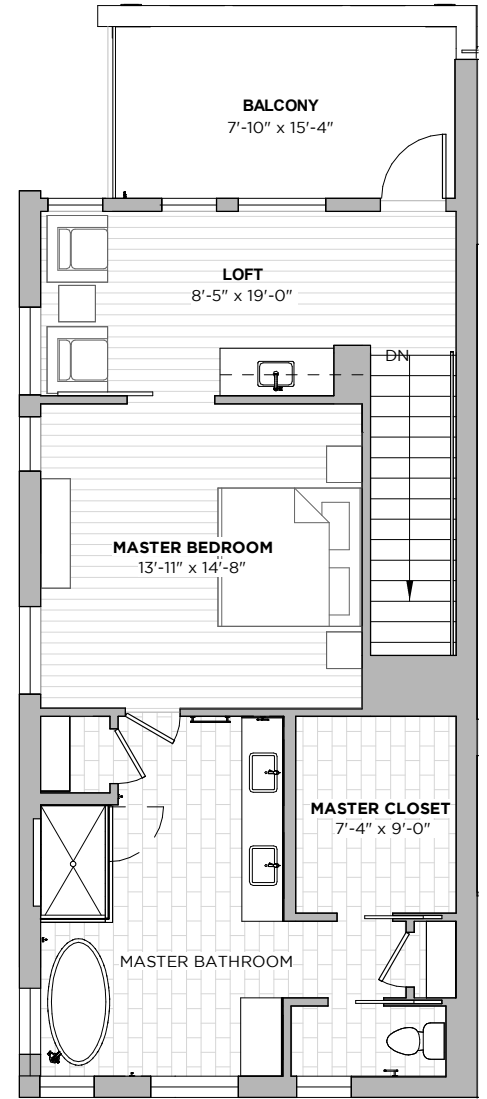 BALCONY
7'-10" x 15'-4"
LOFT
8'-5" x 19'-0"
DN
MASTER BEDROOM
13'-11" x 14'-8"
MASTER CLOSET
7'-4" x 9'-0"
MASTER BATHROOM